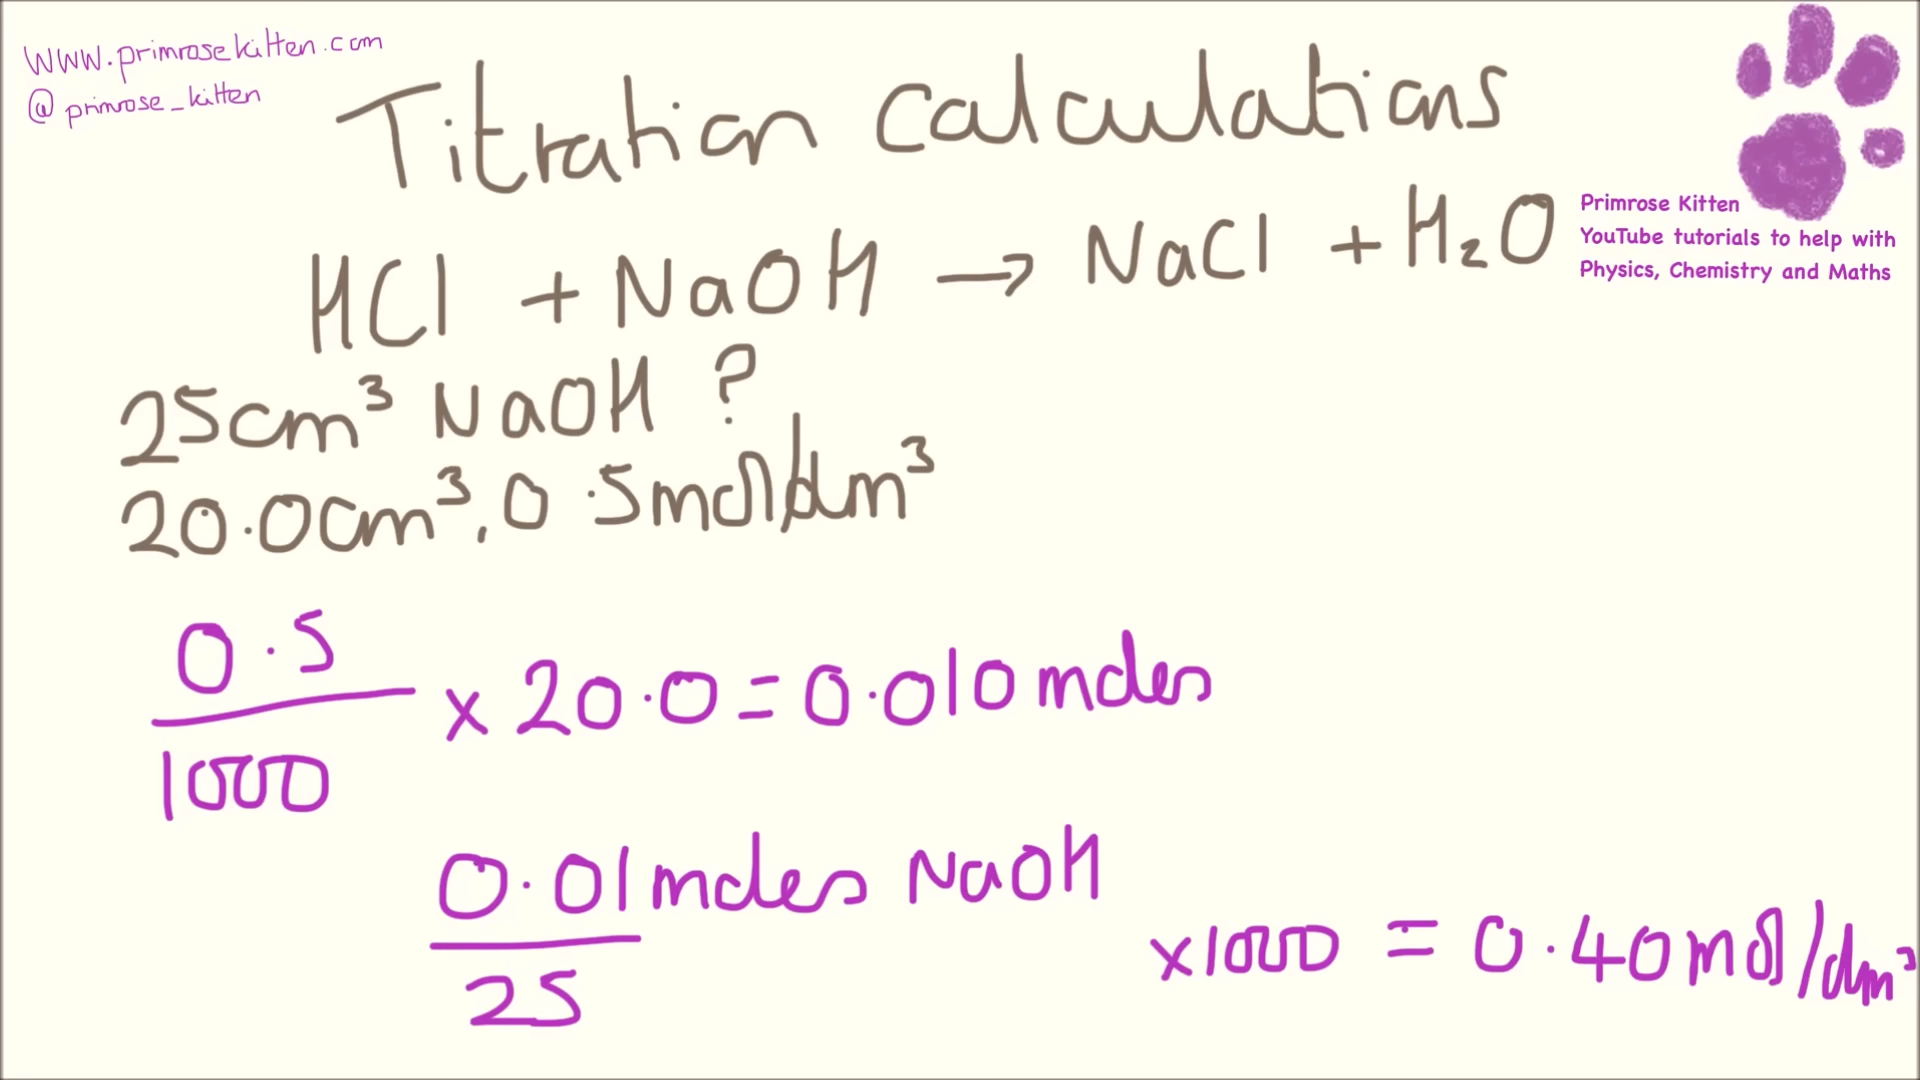 www.primrosekitten.com
@primrose_kitten
Titration calculations
Primrose Kitten
YouTube tutorials to help with
Physics, Chemistry and Maths
HCl + NaOH → NaCl + H₂O
25cm³ NaOH ?
20.0cm³, 0.5mol/dm³
0.5
1000
× 20.0 = 0.010 moles
0.01 moles NaOH
25
×1000 = 0.40 mol/dm³